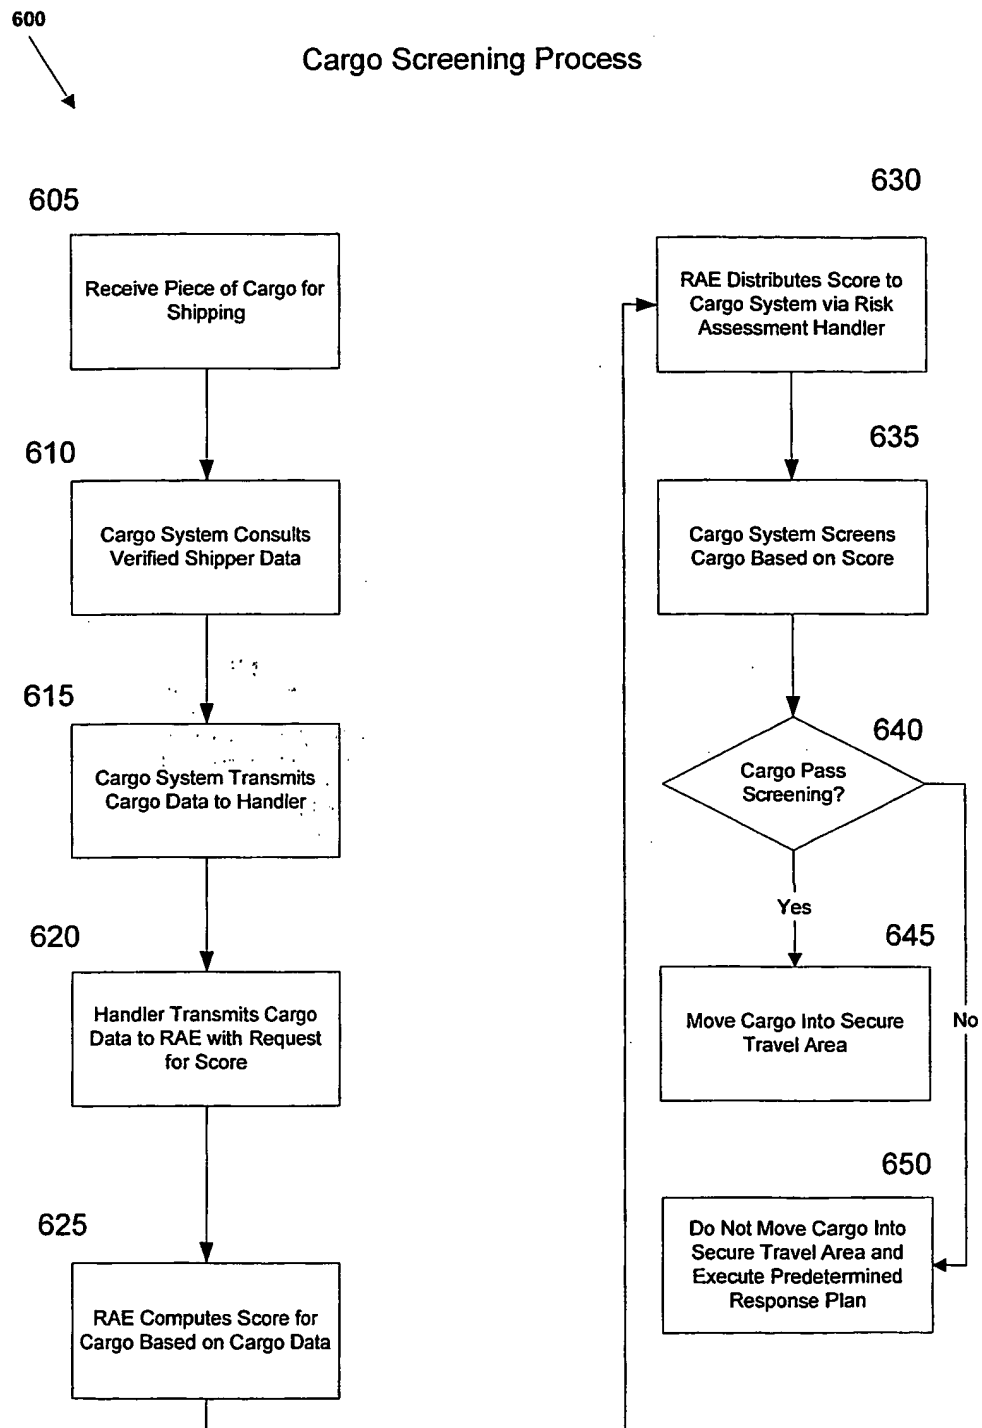 600
Cargo Screening Process
605
Receive Piece of Cargo for
Shipping
610
Cargo System Consults
Verified Shipper Data
615
Cargo System Transmits
Cargo Data to Handler
620
Handler Transmits Cargo
Data to RAE with Request
for Score
625
RAE Computes Score for
Cargo Based on Cargo Data
630
RAE Distributes Score to
Cargo System via Risk
Assessment Handler
635
Cargo System Screens
Cargo Based on Score
640
Cargo Pass
Screening?
Yes
645
Move Cargo Into Secure
Travel Area
No
650
Do Not Move Cargo Into
Secure Travel Area and
Execute Predetermined
Response Plan